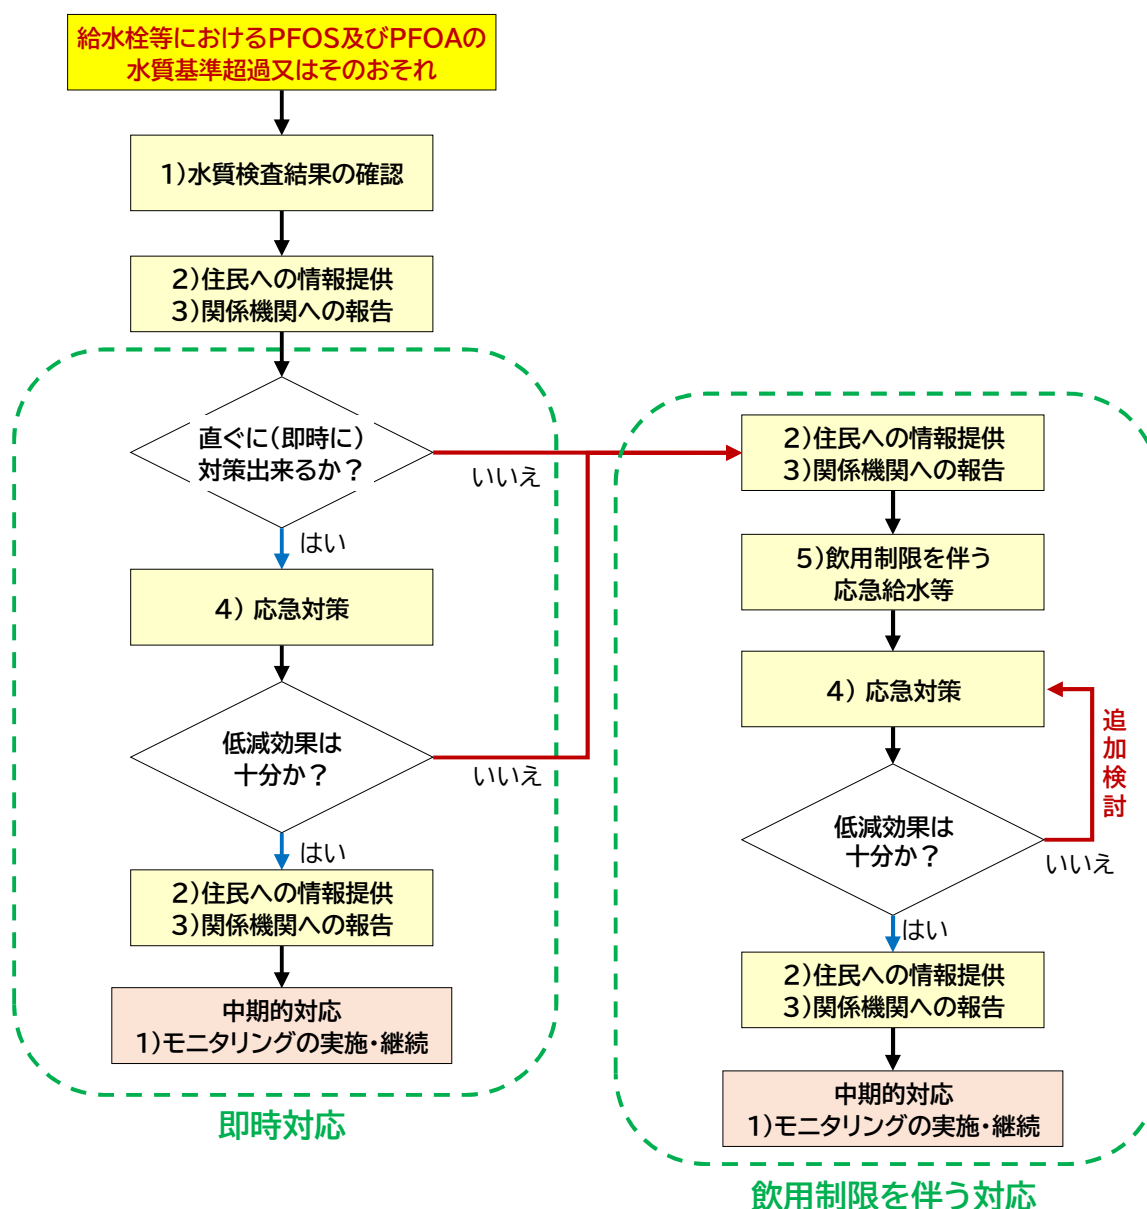 給水栓等におけるPFOS及びPFOAの
水質基準超過又はそのおそれ
1)水質検査結果の確認
2)住民への情報提供
3)関係機関への報告
直ぐに(即時に)
対策出来るか？
いいえ
はい
4) 応急対策
低減効果は
十分か？
いいえ
はい
2)住民への情報提供
3)関係機関への報告
中期的対応
1)モニタリングの実施・継続
即時対応
2)住民への情報提供
3)関係機関への報告
5)飲用制限を伴う
応急給水等
4) 応急対策
追加検討
低減効果は
十分か？
いいえ
はい
2)住民への情報提供
3)関係機関への報告
中期的対応
1)モニタリングの実施・継続
飲用制限を伴う対応